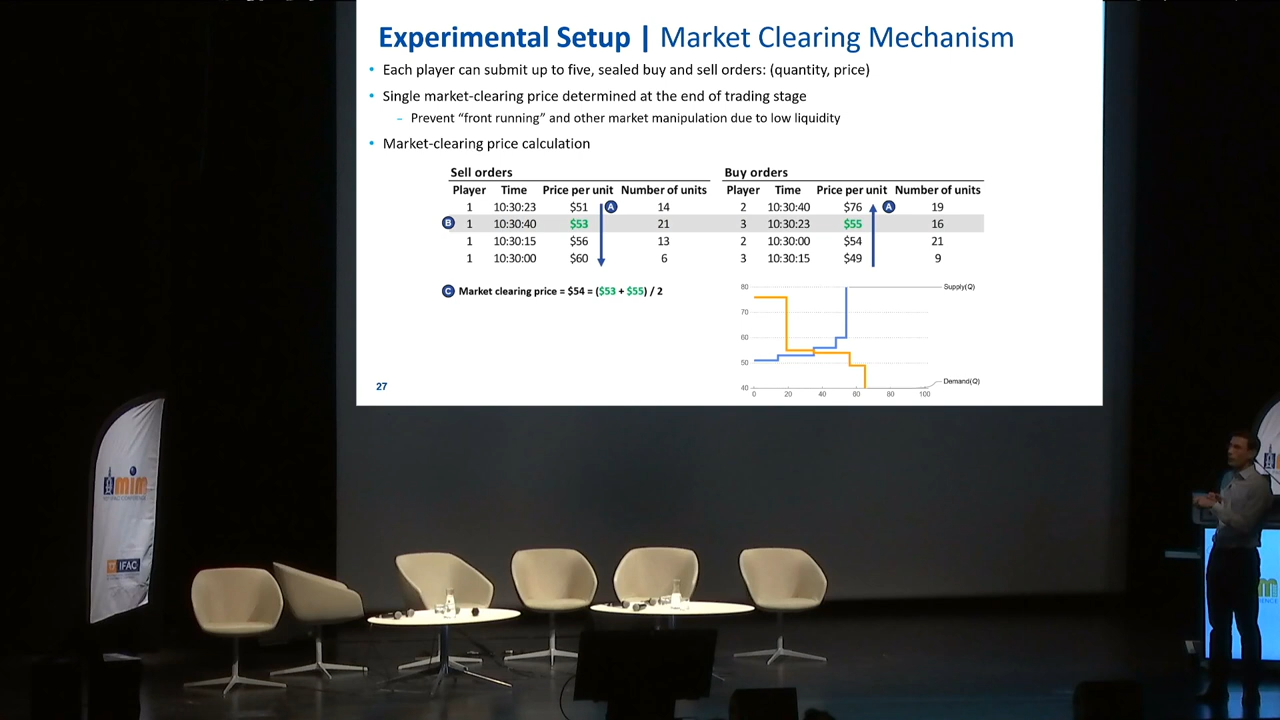 Experimental Setup | Market Clearing Mechanism
• Each player can submit up to five, sealed buy and sell orders: (quantity, price)
• Single market-clearing price determined at the end of trading stage
– Prevent “front running” and other market manipulation due to low liquidity
• Market-clearing price calculation
Sell orders
Player Time Price per unit Number of units
1 10:30:23 $51 A 14
B 1 10:30:40 $53 21
1 10:30:15 $56 13
1 10:30:00 $60 6
Buy orders
Player Time Price per unit Number of units
2 10:30:40 $76 A 19
3 10:30:23 $55 16
2 10:30:00 $54 21
3 10:30:15 $49 9
C Market clearing price = $54 = ($53 + $55) / 2
80
70
60
50
40
0 20 40 60 80 100
Supply(Q)
Demand(Q)
27
mim
IFAC